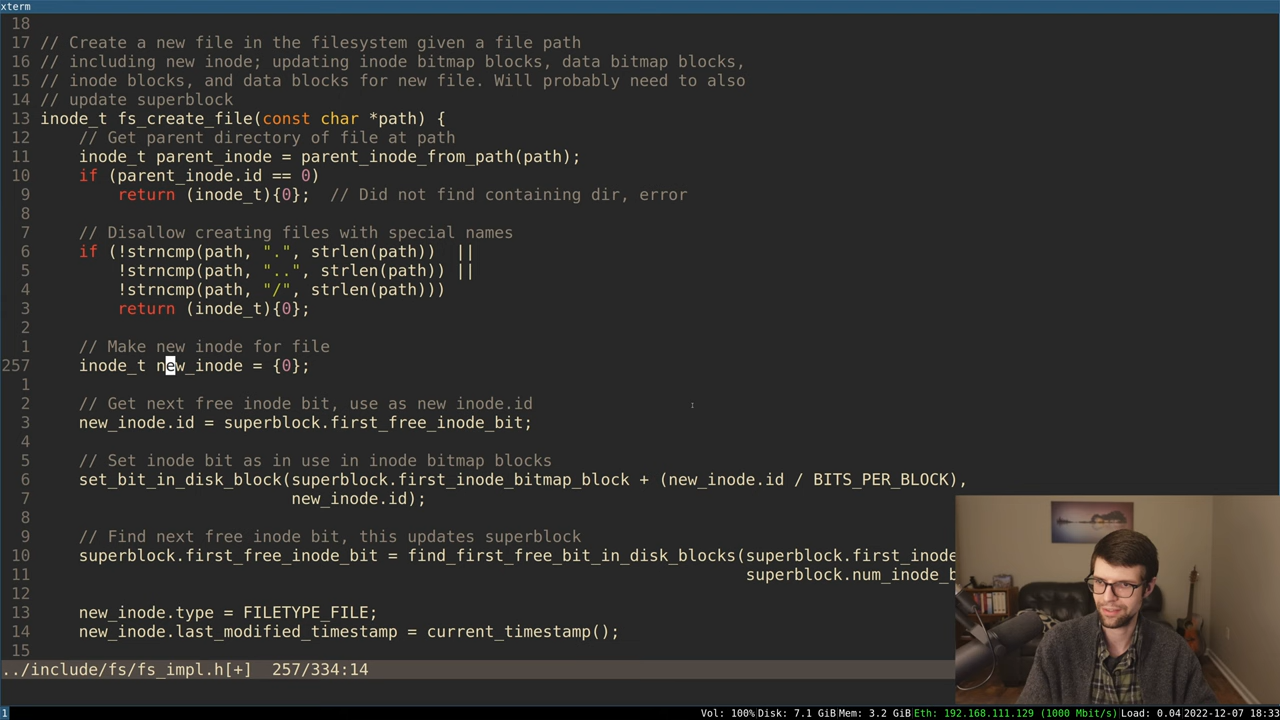 xterm
18
17 // Create a new file in the filesystem given a file path
16 // including new inode; updating inode bitmap blocks, data bitmap blocks,
15 // inode blocks, and data blocks for new file. Will probably need to also
14 // update superblock
13 inode_t fs_create_file(const char *path) {
12     // Get parent directory of file at path
11     inode_t parent_inode = parent_inode_from_path(path);
10     if (parent_inode.id == 0)
9         return (inode_t){0};  // Did not find containing dir, error
8
7     // Disallow creating files with special names
6     if (!strncmp(path, ".", strlen(path))  ||
5         !strncmp(path, "..", strlen(path)) ||
4         !strncmp(path, "/", strlen(path)))
3         return (inode_t){0};
2
1     // Make new inode for file
257     inode_t new_inode = {0};
1
2     // Get next free inode bit, use as new inode.id
3     new_inode.id = superblock.first_free_inode_bit;
4
5     // Set inode bit as in use in inode bitmap blocks
6     set_bit_in_disk_block(superblock.first_inode_bitmap_block + (new_inode.id / BITS_PER_BLOCK),
7                           new_inode.id);
8
9     // Find next free inode bit, this updates superblock
10     superblock.first_free_inode_bit = find_first_free_bit_in_disk_blocks(superblock.first_inode
11                                                                          superblock.num_inode_b
12
13     new_inode.type = FILETYPE_FILE;
14     new_inode.last_modified_timestamp = current_timestamp();
15
../include/fs/fs_impl.h[+]  257/334:14
1 Vol: 100% Disk: 7.1 GiB Mem: 3.2 GiB Eth: 192.168.111.129 (1000 Mbit/s) Load: 0.04 2022-12-07 18:33